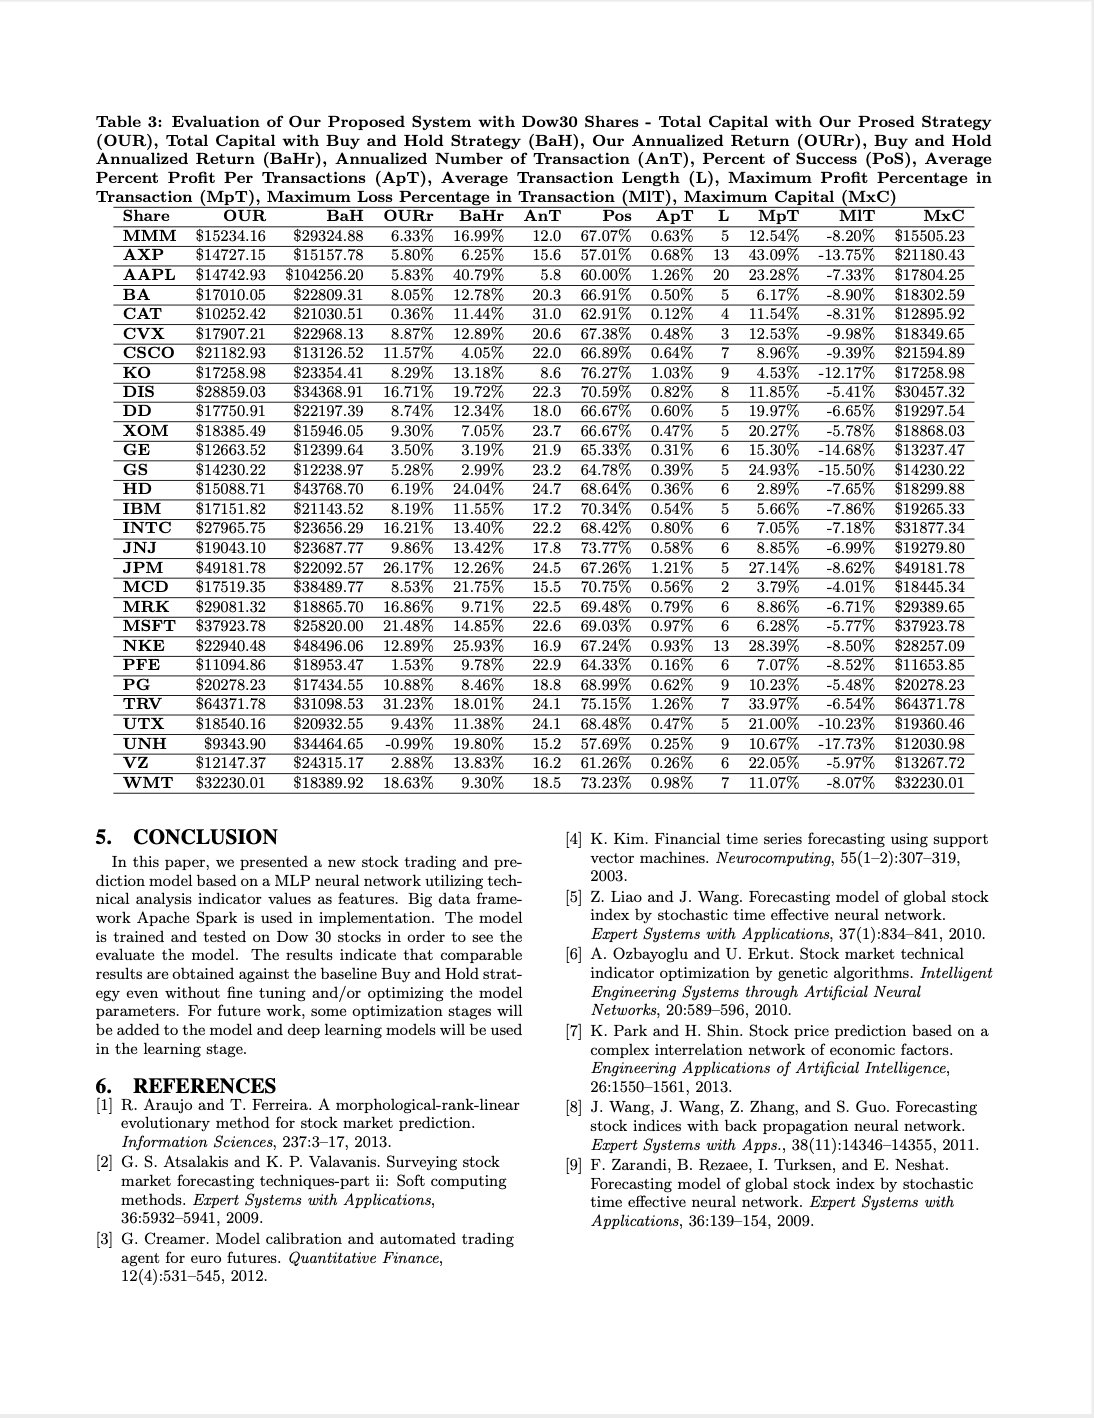 Table 3: Evaluation of Our Proposed System with Dow30 Shares - Total Capital with Our Prosed Strategy
(OUR), Total Capital with Buy and Hold Strategy (BaH), Our Annualized Return (OURr), Buy and Hold
Annualized Return (BaHr), Annualized Number of Transaction (AnT), Percent of Success (PoS), Average
Percent Profit Per Transactions (ApT), Average Transaction Length (L), Maximum Profit Percentage in
Transaction (MpT), Maximum Loss Percentage in Transaction (MlT), Maximum Capital (MxC)
Share OUR BaH OURr BaHr AnT Pos ApT L MpT MlT MxC
MMM $15234.16 $29324.88 6.33% 16.99% 12.0 67.07% 0.63% 5 12.54% -8.20% $15505.23
AXP $14727.15 $15157.78 5.80% 6.25% 15.6 57.01% 0.68% 13 43.09% -13.75% $21180.43
AAPL $14742.93 $104256.20 5.83% 40.79% 5.8 60.00% 1.26% 20 23.28% -7.33% $17804.25
BA $17010.05 $22809.31 8.05% 12.78% 20.3 66.91% 0.50% 5 6.17% -8.90% $18302.59
CAT $10252.42 $21030.51 0.36% 11.44% 31.0 62.91% 0.12% 4 11.54% -8.31% $12895.92
CVX $17907.21 $22968.13 8.87% 12.89% 20.6 67.38% 0.48% 3 12.53% -9.98% $18349.65
CSCO $21182.93 $13126.52 11.57% 4.05% 22.0 66.89% 0.64% 7 8.96% -9.39% $21594.89
KO $17258.98 $23354.41 8.29% 13.18% 8.6 76.27% 1.03% 9 4.53% -12.17% $17258.98
DIS $28859.03 $34368.91 16.71% 19.72% 22.3 70.59% 0.82% 8 11.85% -5.41% $30457.32
DD $17750.91 $22197.39 8.74% 12.34% 18.0 66.67% 0.60% 5 19.97% -6.65% $19297.54
XOM $18385.49 $15946.05 9.30% 7.05% 23.7 66.67% 0.47% 5 20.27% -5.78% $18868.03
GE $12663.52 $12399.64 3.50% 3.19% 21.9 65.33% 0.31% 6 15.30% -14.68% $13237.47
GS $14230.22 $12238.97 5.28% 2.99% 23.2 64.78% 0.39% 5 24.93% -15.50% $14230.22
HD $15088.71 $43768.70 6.19% 24.04% 24.7 68.64% 0.36% 6 2.89% -7.65% $18299.88
IBM $17151.82 $21143.52 8.19% 11.55% 17.2 70.34% 0.54% 5 5.66% -7.86% $19265.33
INTC $27965.75 $23656.29 16.21% 13.40% 22.2 68.42% 0.80% 6 7.05% -7.18% $31877.34
JNJ $19043.10 $23687.77 9.86% 13.42% 17.8 73.77% 0.58% 6 8.85% -6.99% $19279.80
JPM $49181.78 $22092.57 26.17% 12.26% 24.5 67.26% 1.21% 5 27.14% -8.62% $49181.78
MCD $17519.35 $38489.77 8.53% 21.75% 15.5 70.75% 0.56% 2 3.79% -4.01% $18445.34
MRK $29081.32 $18865.70 16.86% 9.71% 22.5 69.48% 0.79% 6 8.86% -6.71% $29389.65
MSFT $37923.78 $25820.00 21.48% 14.85% 22.6 69.03% 0.97% 6 6.28% -5.77% $37923.78
NKE $22940.48 $48496.06 12.89% 25.93% 16.9 67.24% 0.93% 13 28.39% -8.50% $28257.09
PFE $11094.86 $18953.47 1.53% 9.78% 22.9 64.33% 0.16% 6 7.07% -8.52% $11653.85
PG $20278.23 $17434.55 10.88% 8.46% 18.8 68.99% 0.62% 9 10.23% -5.48% $20278.23
TRV $64371.78 $31098.53 31.23% 18.01% 24.1 75.15% 1.26% 7 33.97% -6.54% $64371.78
UTX $18540.16 $20932.55 9.43% 11.38% 24.1 68.48% 0.47% 5 21.00% -10.23% $19360.46
UNH $9343.90 $34464.65 -0.99% 19.80% 15.2 57.69% 0.25% 9 10.67% -17.73% $12030.98
VZ $12147.37 $24315.17 2.88% 13.83% 16.2 61.26% 0.26% 6 22.05% -5.97% $13267.72
WMT $32230.01 $18389.92 18.63% 9.30% 18.5 73.23% 0.98% 7 11.07% -8.07% $32230.01
5. CONCLUSION
In this paper, we presented a new stock trading and pre-
diction model based on a MLP neural network utilizing tech-
nical analysis indicator values as features. Big data frame-
work Apache Spark is used in implementation. The model
is trained and tested on Dow 30 stocks in order to see the
evaluate the model. The results indicate that comparable
results are obtained against the baseline Buy and Hold strat-
egy even without fine tuning and/or optimizing the model
parameters. For future work, some optimization stages will
be added to the model and deep learning models will be used
in the learning stage.
6. REFERENCES
[1] R. Araujo and T. Ferreira. A morphological-rank-linear
evolutionary method for stock market prediction.
Information Sciences, 237:3–17, 2013.
[2] G. S. Atsalakis and K. P. Valavanis. Surveying stock
market forecasting techniques-part ii: Soft computing
methods. Expert Systems with Applications,
36:5932–5941, 2009.
[3] G. Creamer. Model calibration and automated trading
agent for euro futures. Quantitative Finance,
12(4):531–545, 2012.
[4] K. Kim. Financial time series forecasting using support
vector machines. Neurocomputing, 55(1–2):307–319,
2003.
[5] Z. Liao and J. Wang. Forecasting model of global stock
index by stochastic time effective neural network.
Expert Systems with Applications, 37(1):834–841, 2010.
[6] A. Ozbayoglu and U. Erkut. Stock market technical
indicator optimization by genetic algorithms. Intelligent
Engineering Systems through Artificial Neural
Networks, 20:589–596, 2010.
[7] K. Park and H. Shin. Stock price prediction based on a
complex interrelation network of economic factors.
Engineering Applications of Artificial Intelligence,
26:1550–1561, 2013.
[8] J. Wang, J. Wang, Z. Zhang, and S. Guo. Forecasting
stock indices with back propagation neural network.
Expert Systems with Apps., 38(11):14346–14355, 2011.
[9] F. Zarandi, B. Rezaee, I. Turksen, and E. Neshat.
Forecasting model of global stock index by stochastic
time effective neural network. Expert Systems with
Applications, 36:139–154, 2009.